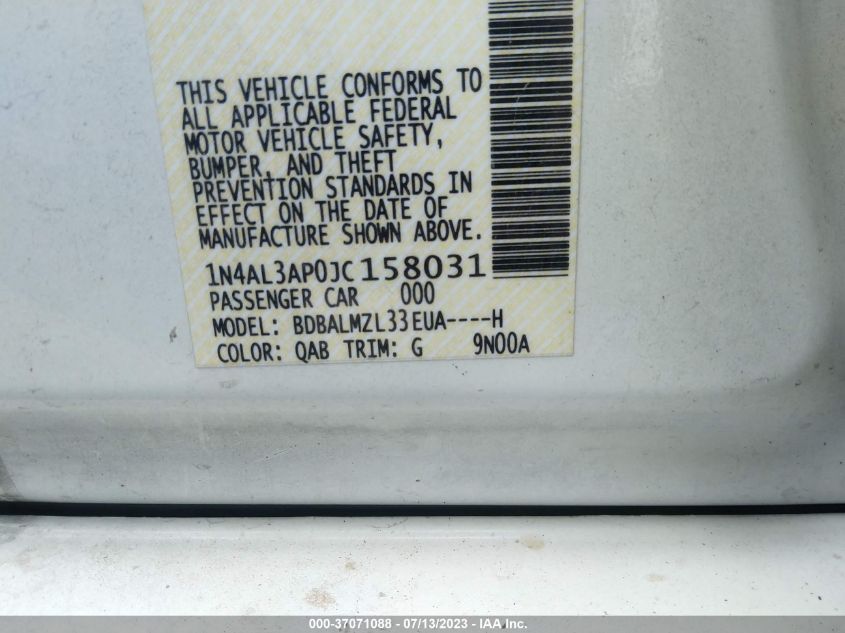 THIS VEHICLE CONFORMS TO
ALL APPLICABLE FEDERAL
MOTOR VEHICLE SAFETY,
BUMPER, AND THEFT
PREVENTION STANDARDS IN
EFFECT ON THE DATE OF
MANUFACTURE SHOWN ABOVE.
1N4AL3AP0JC158031
PASSENGER CAR 000
MODEL: BDBALMZL33EUA----H
COLOR: QAB TRIM: G 9N00A
000-37071088 - 07/13/2023 - IAA, Inc.